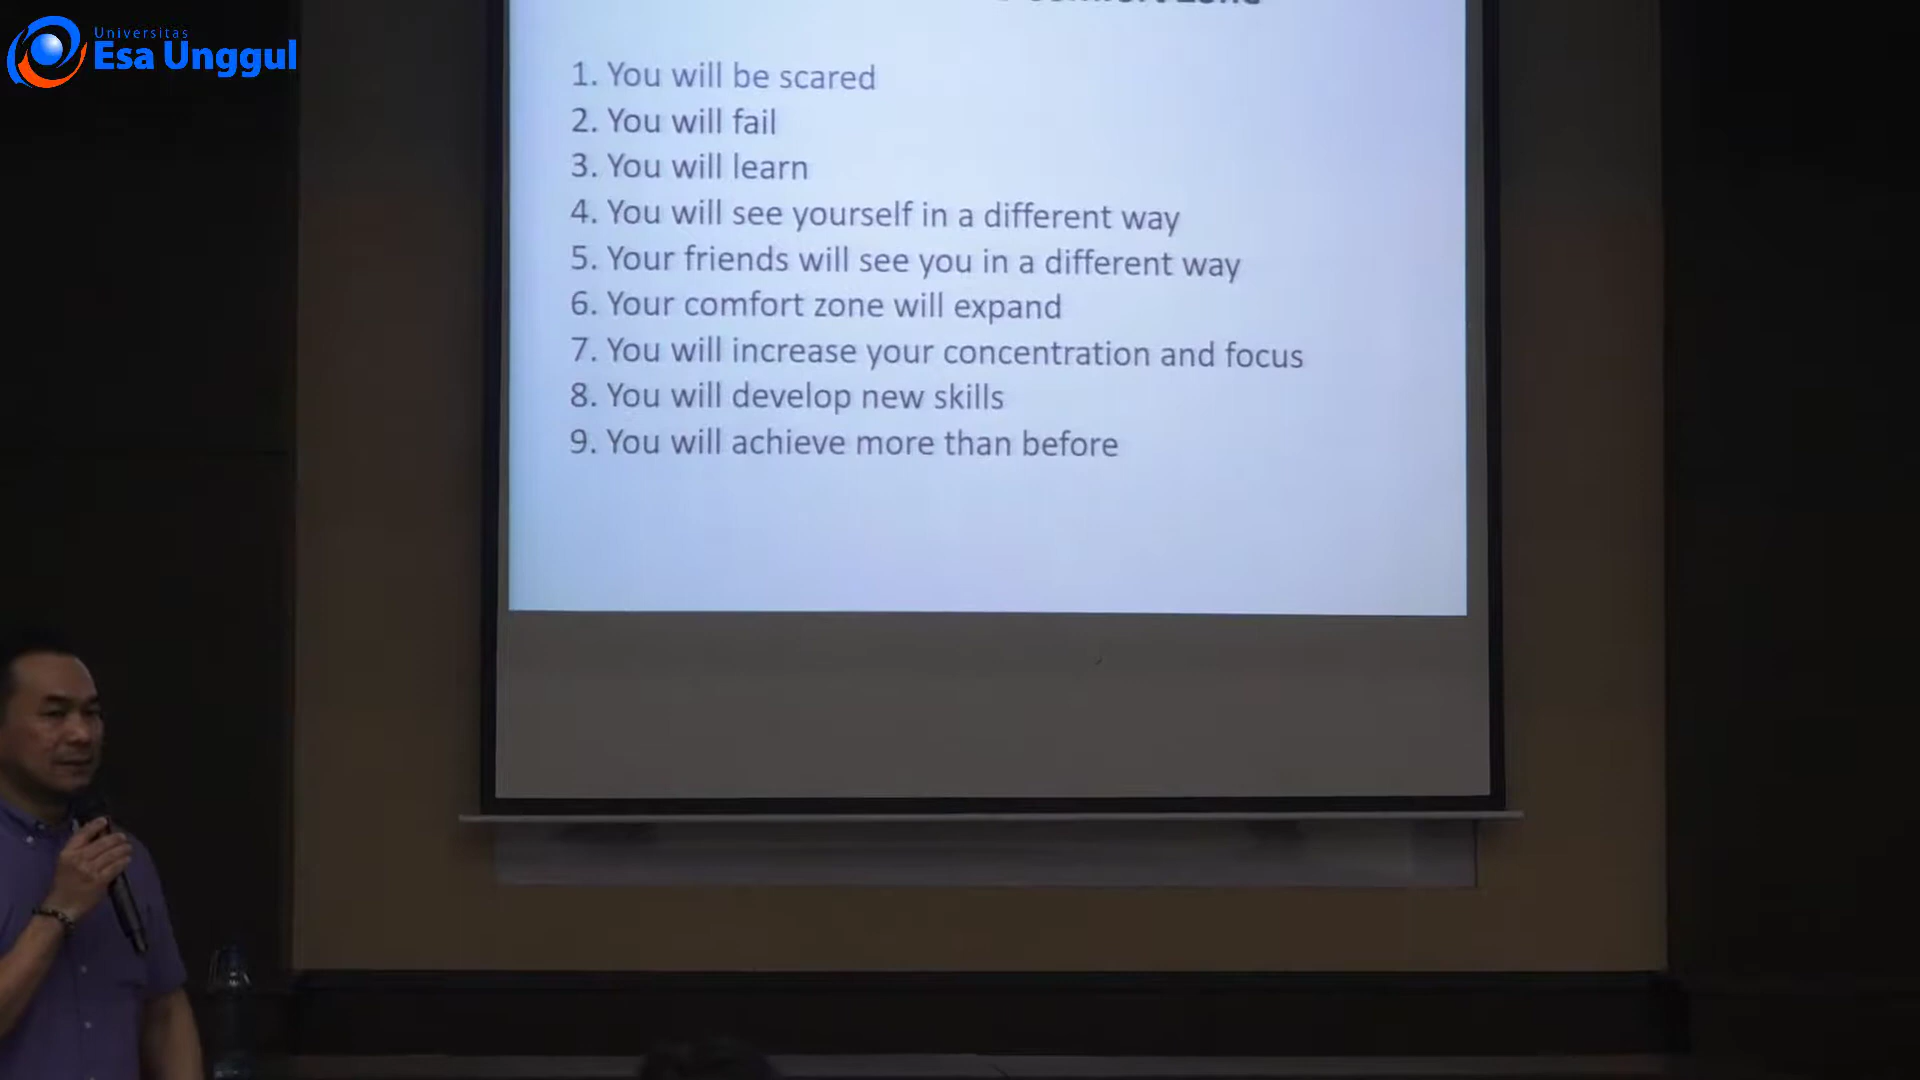 Universitas
Esa Unggul
Comfort Zone
1. You will be scared
2. You will fail
3. You will learn
4. You will see yourself in a different way
5. Your friends will see you in a different way
6. Your comfort zone will expand
7. You will increase your concentration and focus
8. You will develop new skills
9. You will achieve more than before